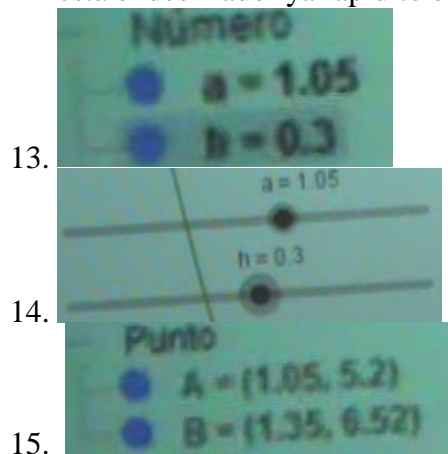 Número
a = 1.05
13. h = 0.3
a = 1.05
h = 0.3
14.
Punto
A = (1.05, 5.2)
15. B = (1.35, 6.52)